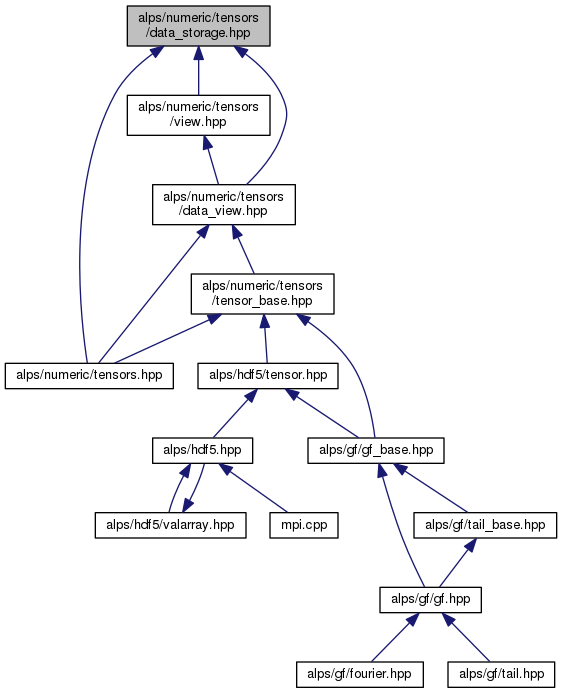 alps/numeric/tensors
/data_storage.hpp
alps/numeric/tensors
/view.hpp
alps/numeric/tensors
/data_view.hpp
alps/numeric/tensors
/tensor_base.hpp
alps/numeric/tensors.hpp
alps/hdf5/tensor.hpp
alps/hdf5.hpp
alps/gf/gf_base.hpp
alps/hdf5/valarray.hpp
mpi.cpp
alps/gf/tail_base.hpp
alps/gf/gf.hpp
alps/gf/fourier.hpp
alps/gf/tail.hpp